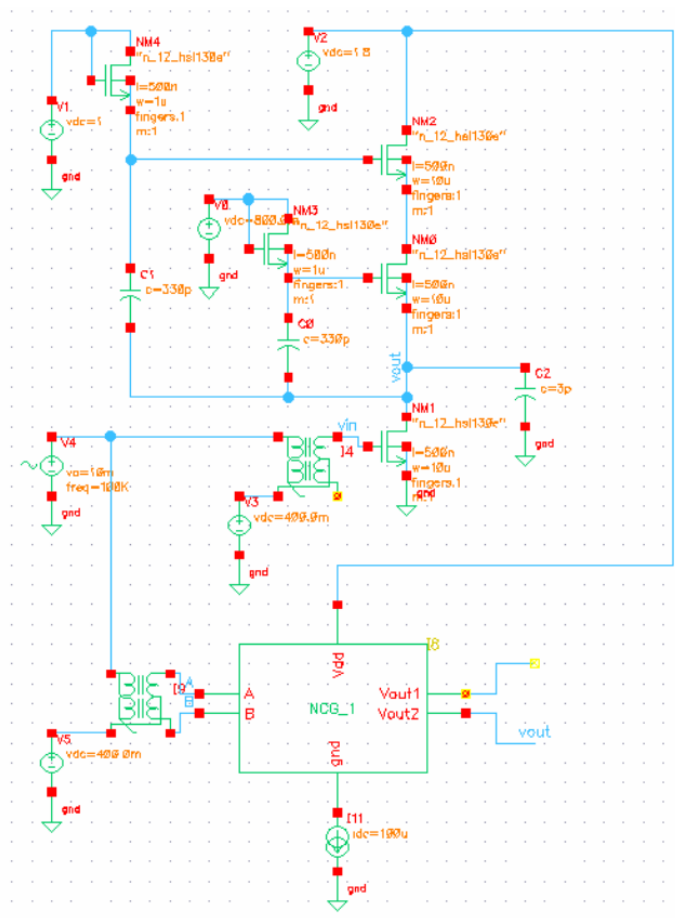 NM4
"n_12_hsl130e"
l=500n
w=1u
fingers:1
m:1
V1
vdc=1
gnd
V2
vdc=1.8
gnd
NM2
"n_12_hsl130e"
l=500n
w=10u
fingers:1
m:1
V0
vdc=800.0m
gnd
NM3
"n_12_hsl130e"
l=500n
w=1u
fingers:1
m:1
NM0
"n_12_hsl130e"
l=500n
w=10u
fingers:1
m:1
C1
c=330p
C0
c=330p
vout
C2
c=3p
gnd
NM1
"n_12_hsl130e"
l=500n
w=10u
fingers:1
gnd
vin
I4
V4
va=10m
freq=100K
gnd
V3
vdc=400.0m
gnd
I8
Vdd
A
B
I9
A
B
NCG_1
Vout1
Vout2
gnd
vout
V5
vdc=400.0m
gnd
I11
idc=100u
gnd